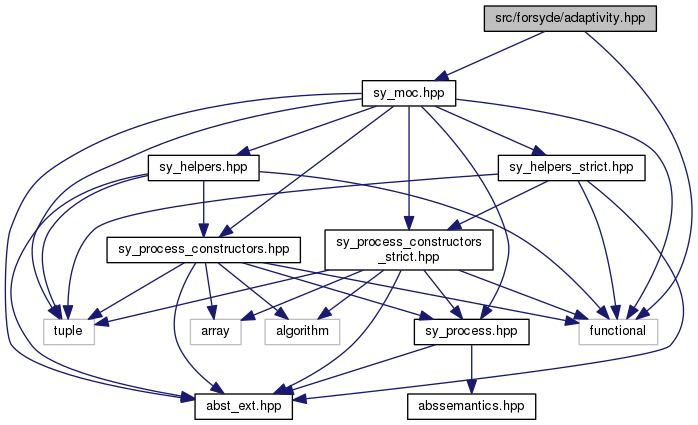 src/forsyde/adaptivity.hpp
sy_moc.hpp
sy_helpers.hpp
sy_helpers_strict.hpp
sy_process_constructors.hpp
sy_process_constructors
_strict.hpp
tuple
array
algorithm
sy_process.hpp
functional
abst_ext.hpp
abssemantics.hpp